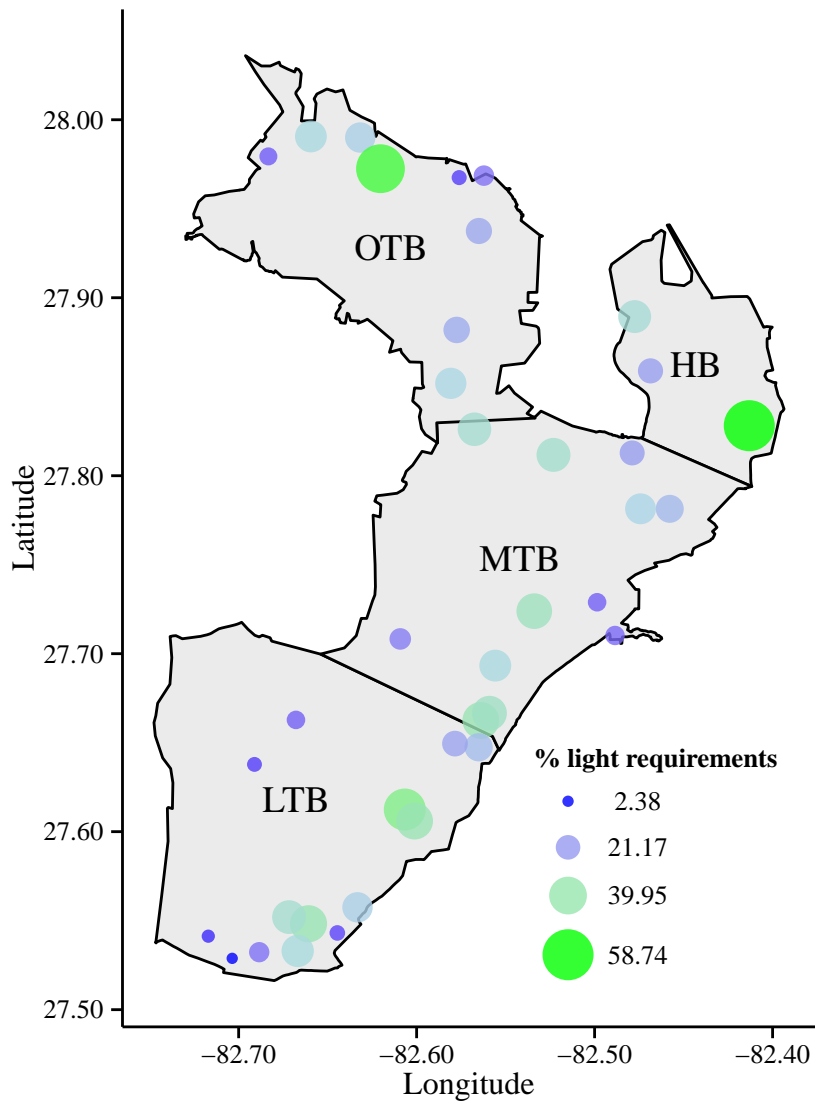 28.00
27.90
27.80
27.70
27.60
27.50
Latitude
OTB
HB
MTB
LTB
% light requirements
2.38
21.17
39.95
58.74
−82.70
−82.60
−82.50
−82.40
Longitude